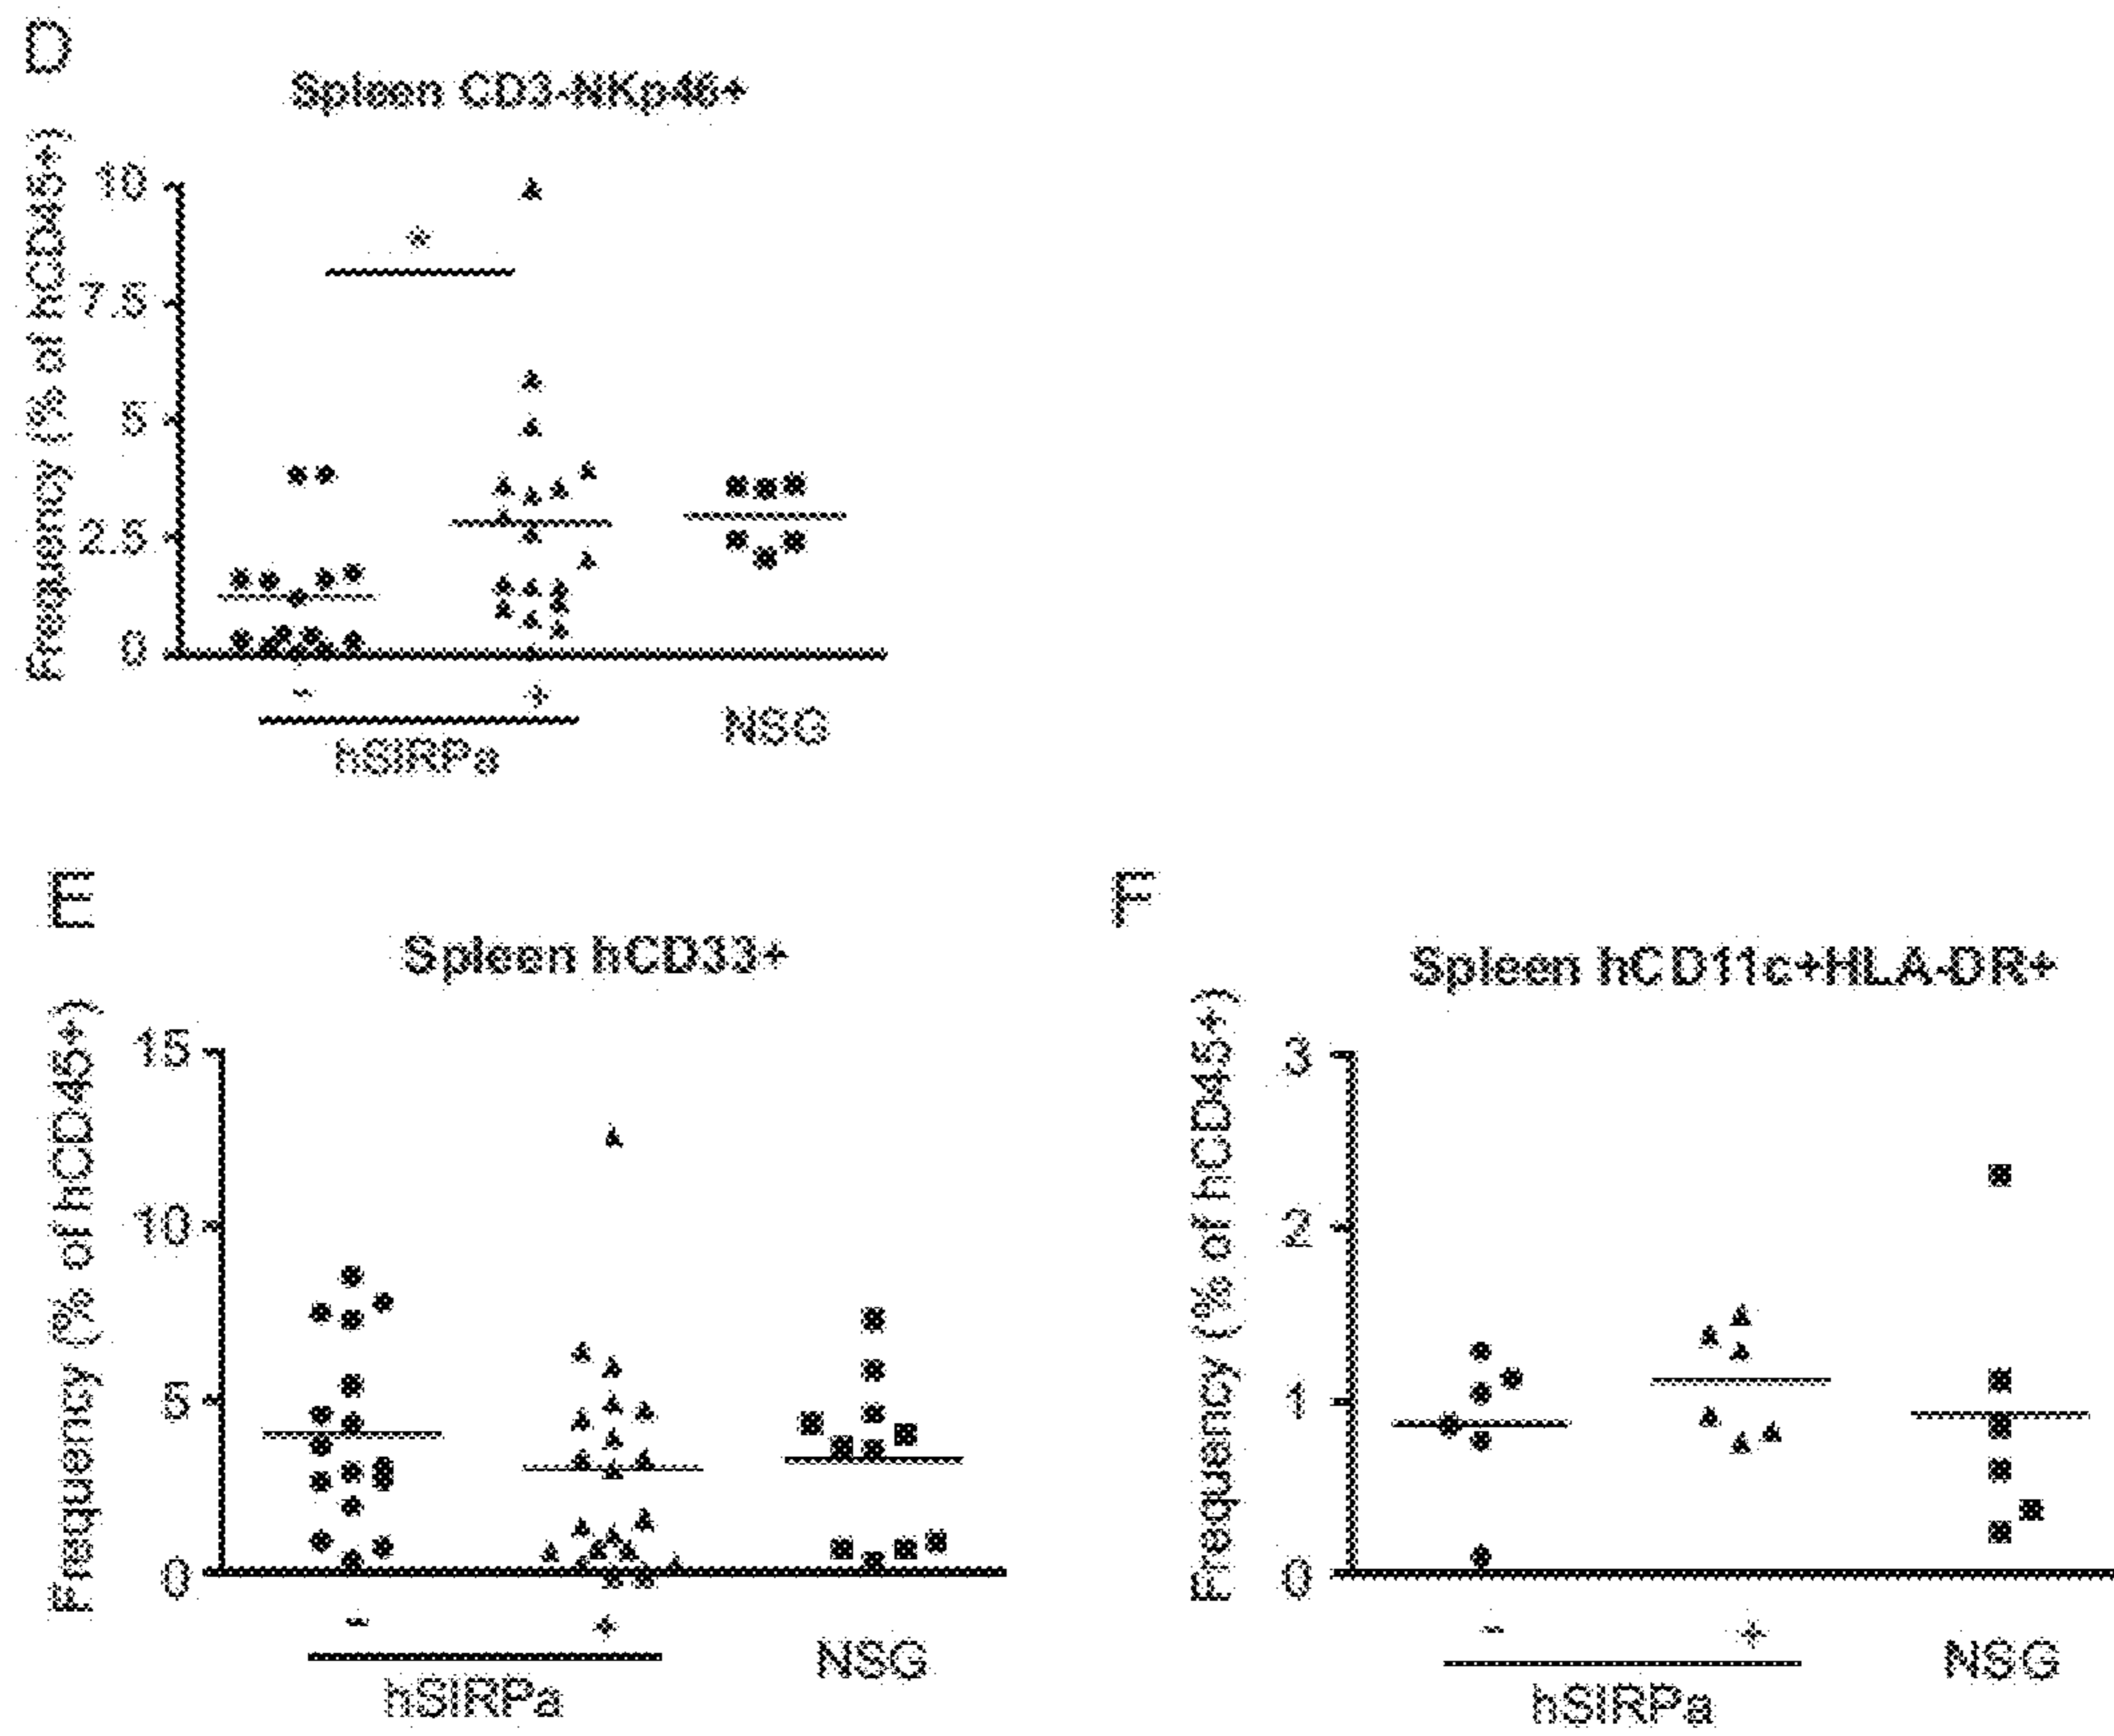 D
Spleen CD3-NKp46+
Frequency (% of hCD45+)
10
7.5
5
2.5
0
*
- +
hSIRPa
NSG
E
Spleen hCD33+
Frequency (% of hCD45+)
15
10
5
0
- +
hSIRPa
NSG
F
Spleen hCD11c+HLA-DR+
Frequency (% of hCD45+)
3
2
1
0
- +
hSIRPa
NSG